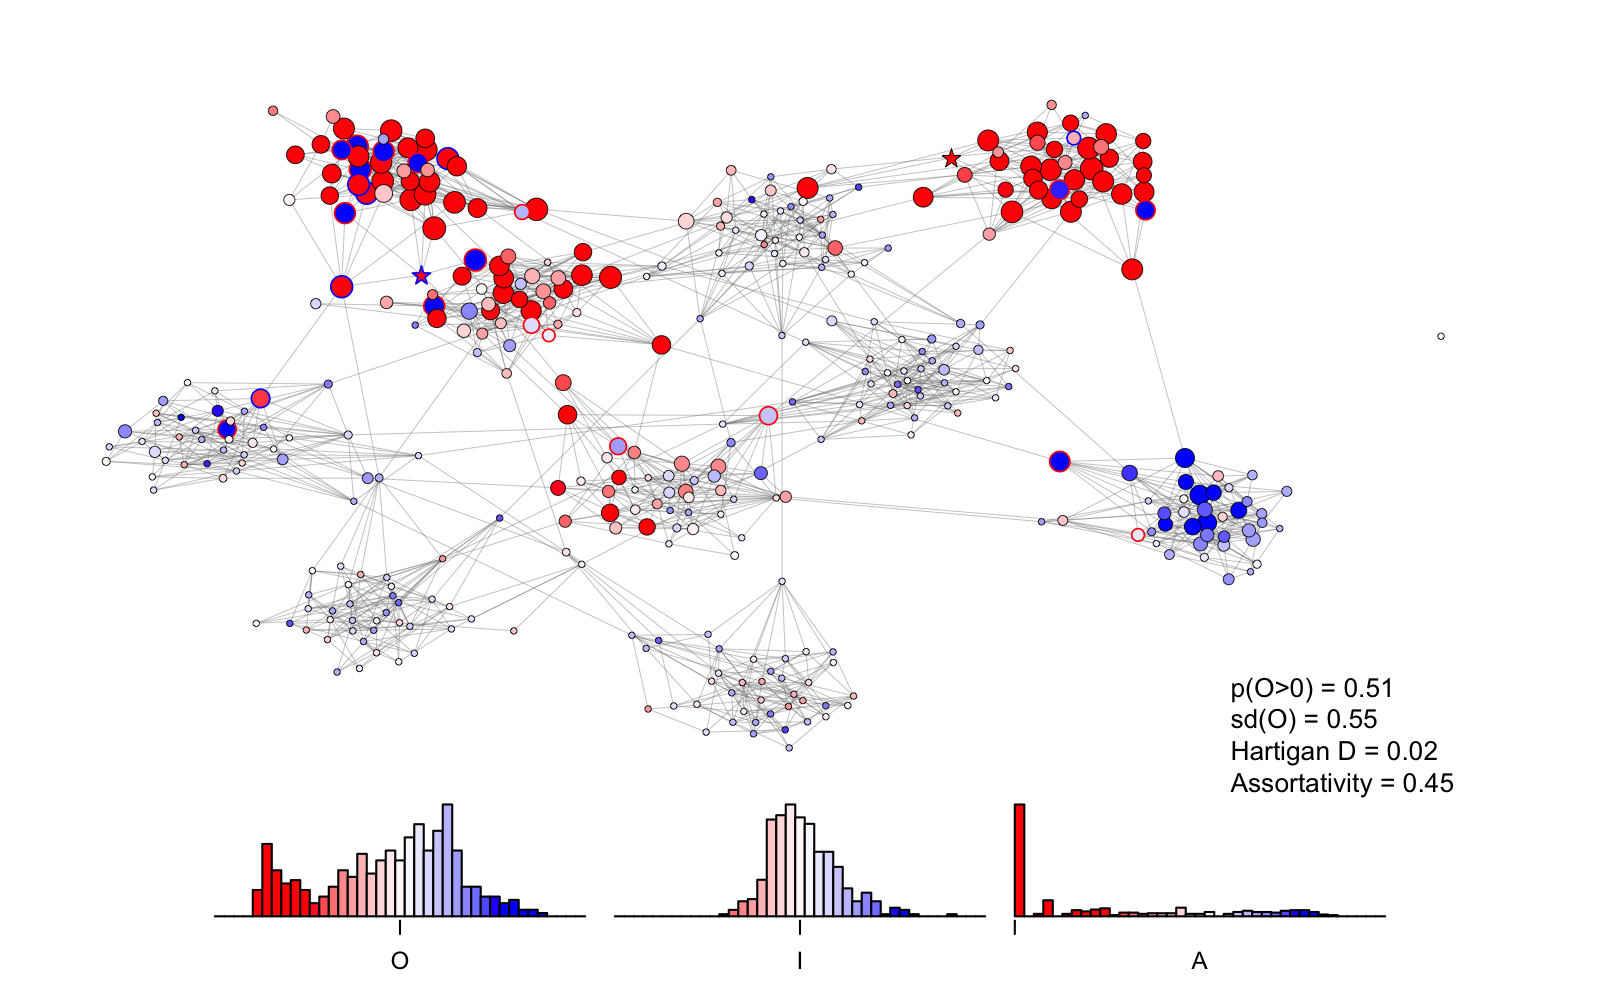 p(O>0) = 0.51
sd(O) = 0.55
Hartigan D = 0.02
Assortativity = 0.45
O
I
A